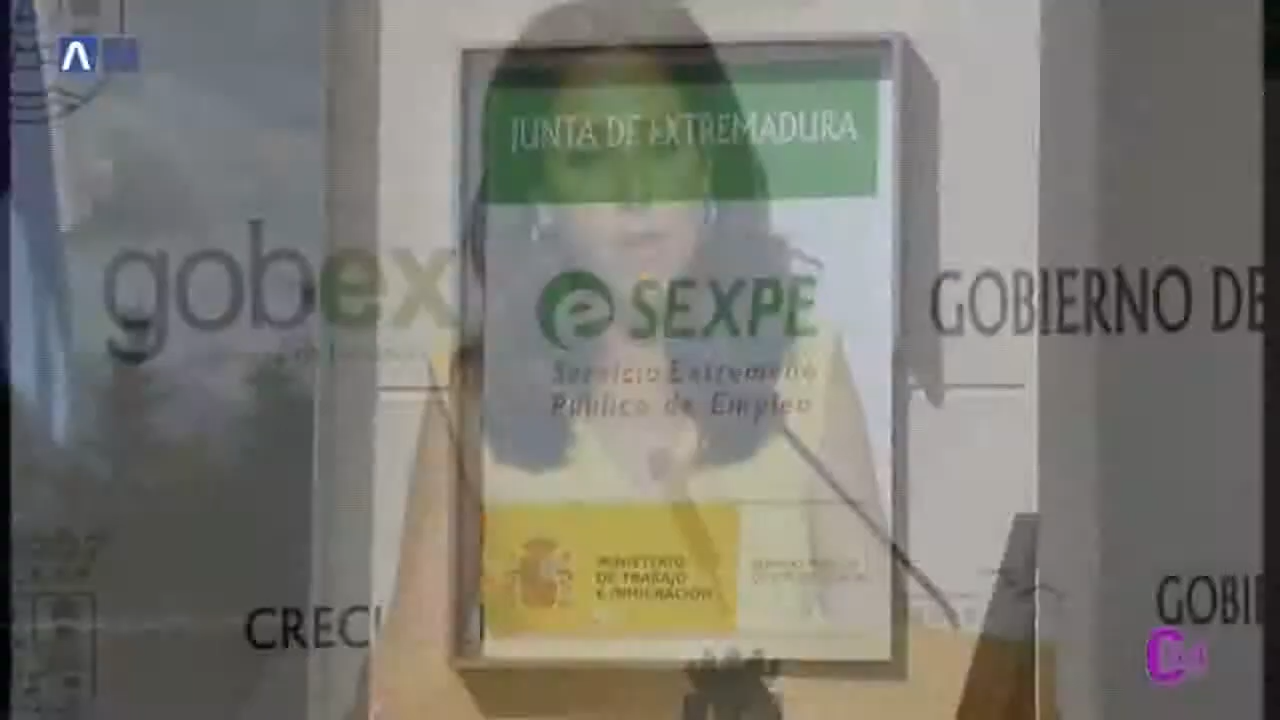 JUNTA DE EXTREMADURA
gobex
SEXPE
GOBIERNO DE
Servicio Extremeño
Público de Empleo
MINISTERIO
DE TRABAJO
E INMIGRACIÓN
CRECI
GOBI